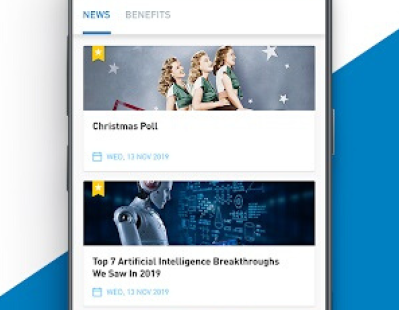 NEWS BENEFITS
Christmas Poll
WED, 13 NOV 2019
Top 7 Artificial Intelligence Breakthroughs
We Saw In 2019
WED, 13 NOV 2019